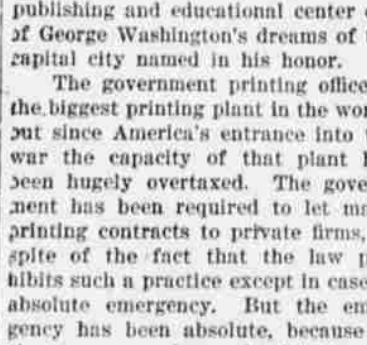 publishing and educational center
of George Washington's dreams of
capital city named in his honor.
The government printing office
the biggest printing plant in the wor
but since America's entrance into
war the capacity of that plant
been hugely overtaxed. The gove
ment has been required to let ma
printing contracts to private firms,
spite of the fact that the law p
hibits such a practice except in case
absolute emergency. But the em
gency has been absolute, because